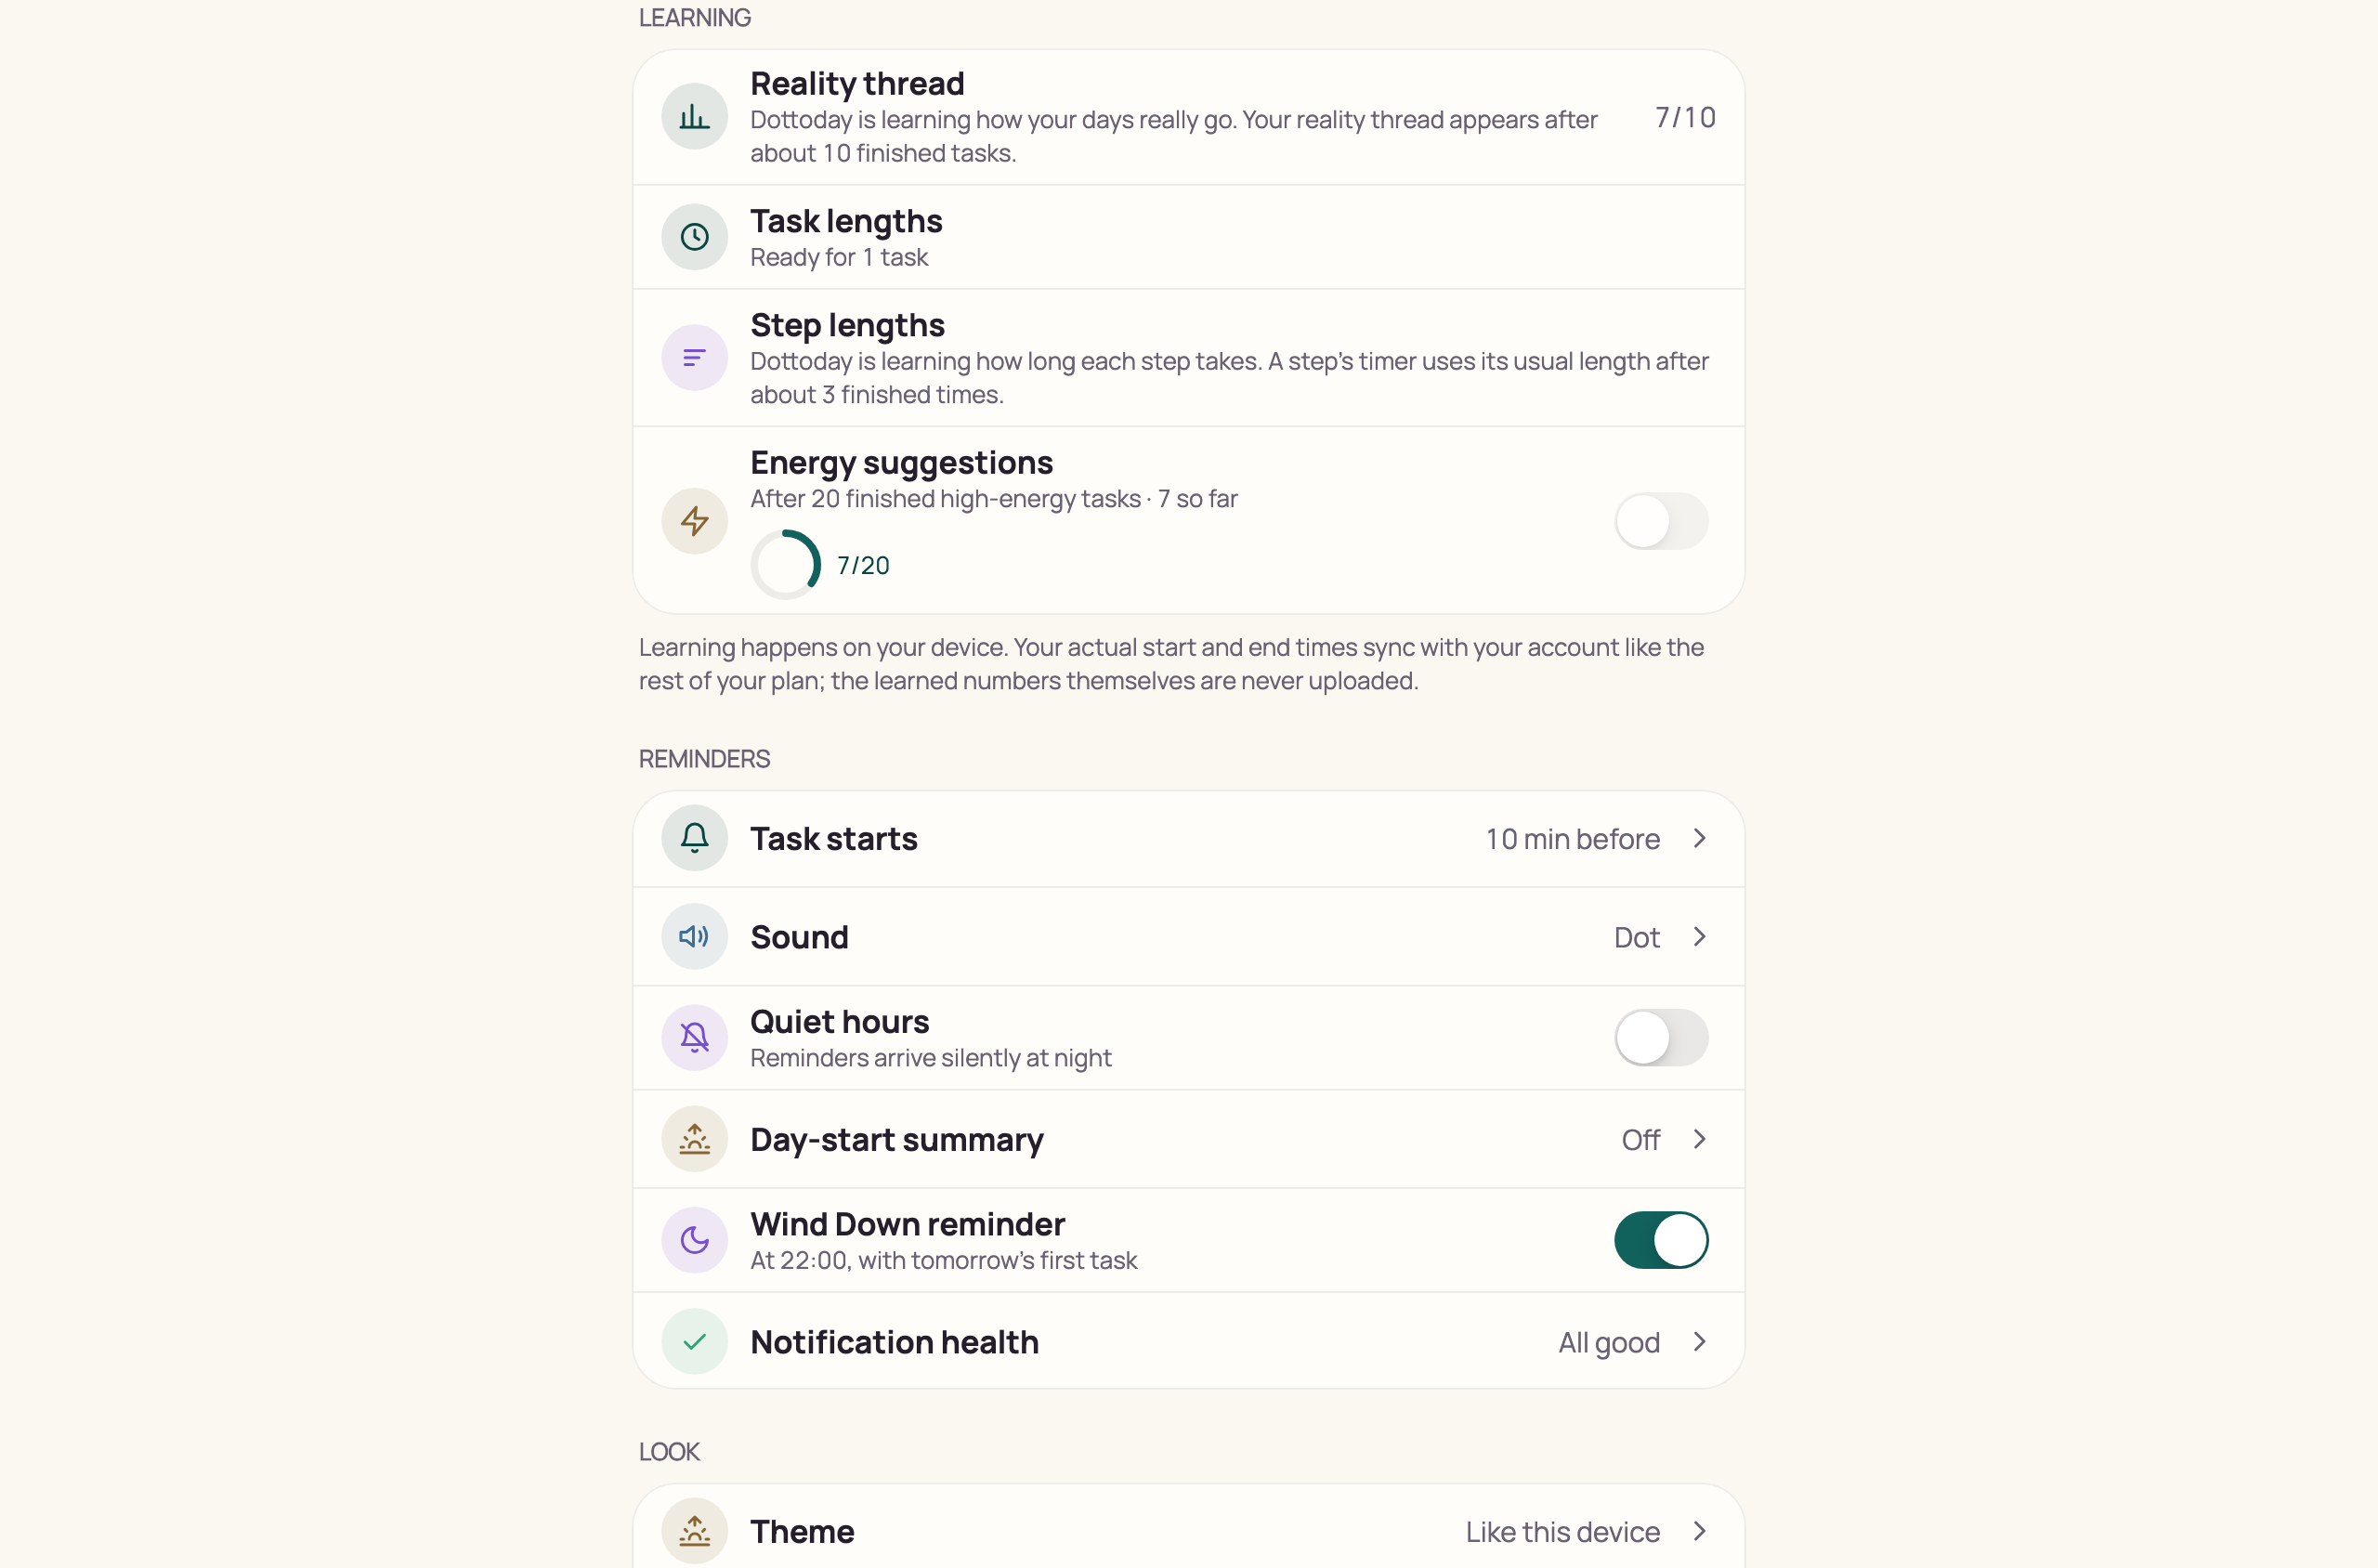 LEARNING
Reality thread
Dottoday is learning how your days really go. Your reality thread appears after
about 10 finished tasks.
7/10
Task lengths
Ready for 1 task
Step lengths
Dottoday is learning how long each step takes. A step’s timer uses its usual length after
about 3 finished times.
Energy suggestions
After 20 finished high-energy tasks · 7 so far
7/20
Learning happens on your device. Your actual start and end times sync with your account like the
rest of your plan; the learned numbers themselves are never uploaded.
REMINDERS
Task starts
10 min before
Sound
Dot
Quiet hours
Reminders arrive silently at night
Day-start summary
Off
Wind Down reminder
At 22:00, with tomorrow’s first task
Notification health
All good
LOOK
Theme
Like this device